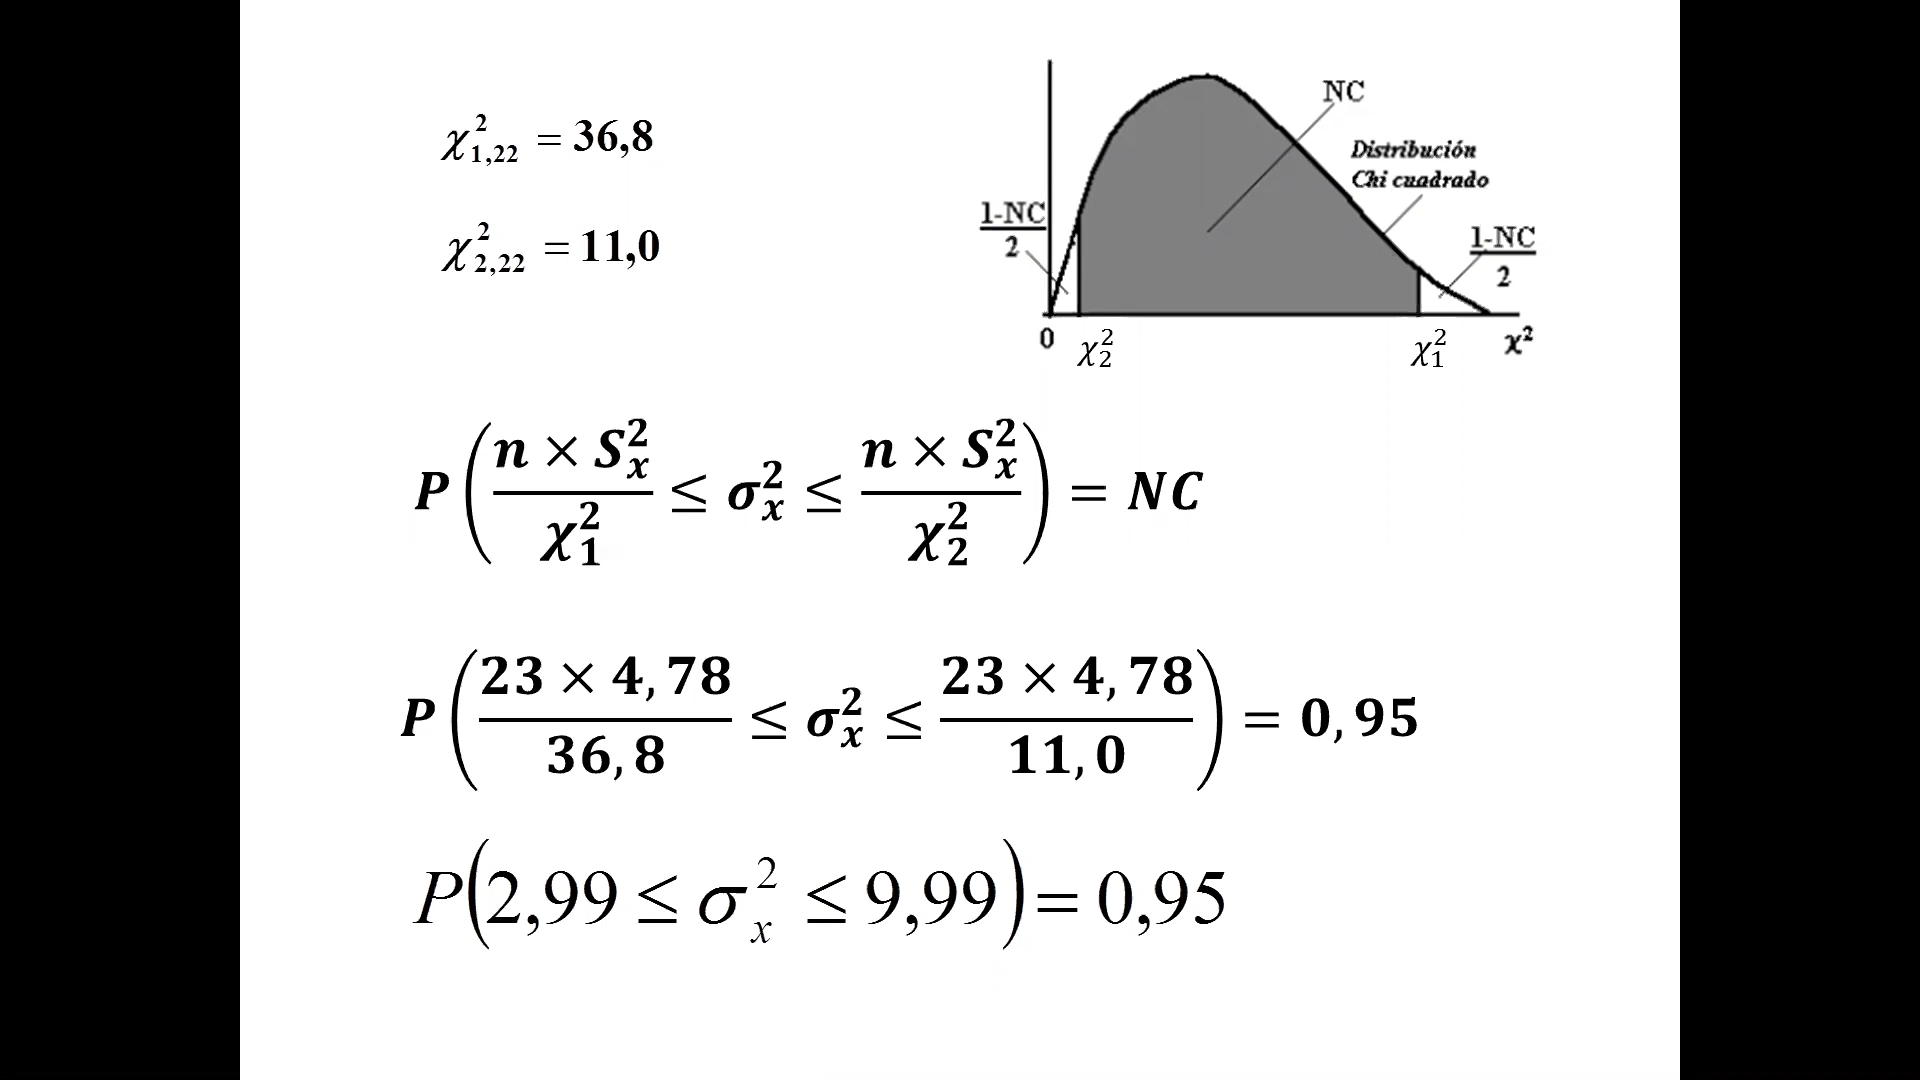 χ²₁,₂₂ = 36,8
χ²₂,₂₂ = 11,0
NC
Distribución
Chi cuadrado
1-NC
2
1-NC
2
0 χ²₂ χ²₁ χ²
P(n × S²ₓ / χ²₁ ≤ σ²ₓ ≤ n × S²ₓ / χ²₂) = NC
P(23 × 4,78 / 36,8 ≤ σ²ₓ ≤ 23 × 4,78 / 11,0) = 0,95
P(2,99 ≤ σ²ₓ ≤ 9,99) = 0,95